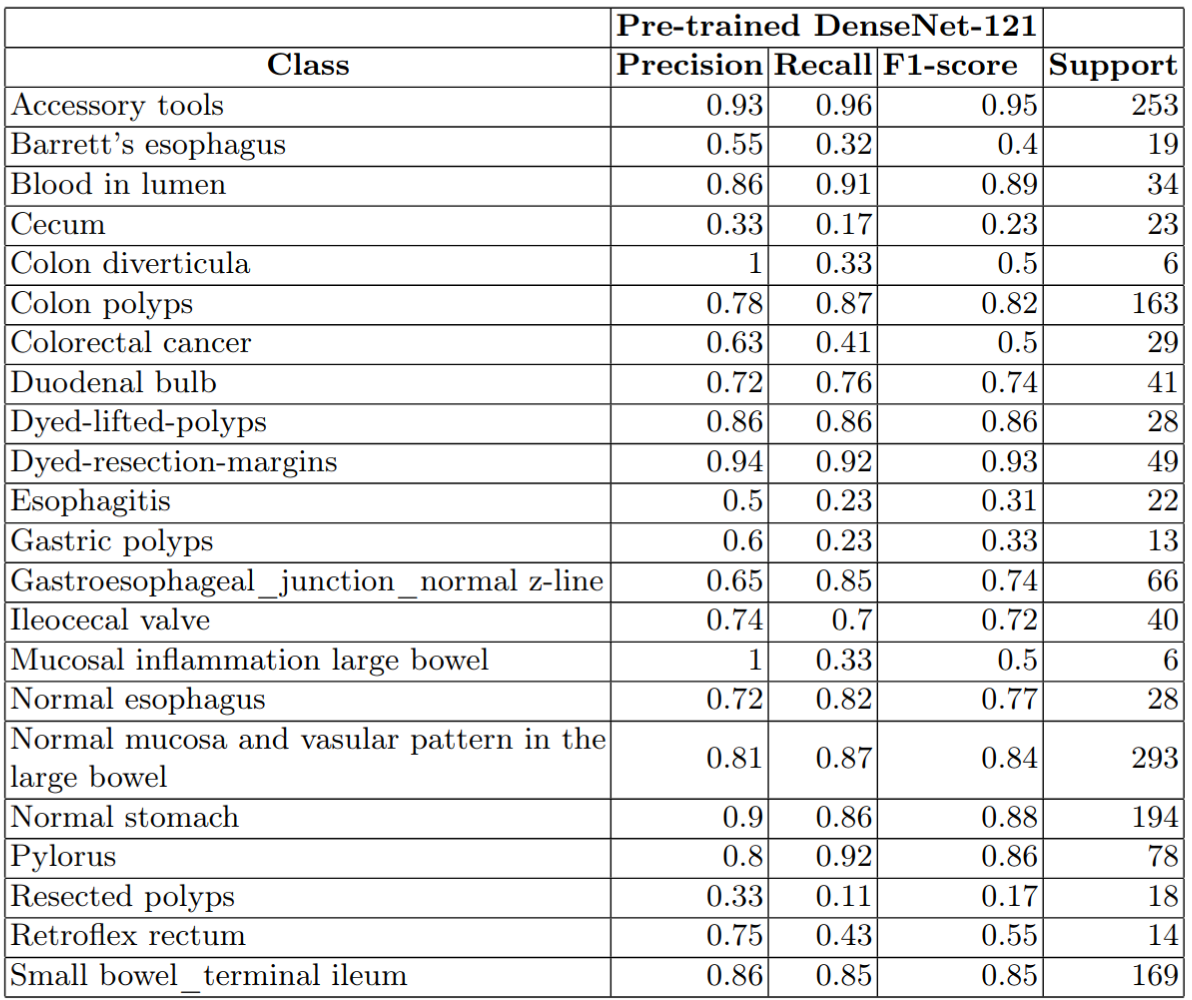 Pre-trained DenseNet-121
Class Precision Recall F1-score Support
Accessory tools 0.93 0.96 0.95 253
Barrett's esophagus 0.55 0.32 0.4 19
Blood in lumen 0.86 0.91 0.89 34
Cecum 0.33 0.17 0.23 23
Colon diverticula 1 0.33 0.5 6
Colon polyps 0.78 0.87 0.82 163
Colorectal cancer 0.63 0.41 0.5 29
Duodenal bulb 0.72 0.76 0.74 41
Dyed-lifted-polyps 0.86 0.86 0.86 28
Dyed-resection-margins 0.94 0.92 0.93 49
Esophagitis 0.5 0.23 0.31 22
Gastric polyps 0.6 0.23 0.33 13
Gastroesophageal_junction_normal z-line 0.65 0.85 0.74 66
Ileocecal valve 0.74 0.7 0.72 40
Mucosal inflammation large bowel 1 0.33 0.5 6
Normal esophagus 0.72 0.82 0.77 28
Normal mucosa and vasular pattern in the
large bowel 0.81 0.87 0.84 293
Normal stomach 0.9 0.86 0.88 194
Pylorus 0.8 0.92 0.86 78
Resected polyps 0.33 0.11 0.17 18
Retroflex rectum 0.75 0.43 0.55 14
Small bowel_terminal ileum 0.86 0.85 0.85 169